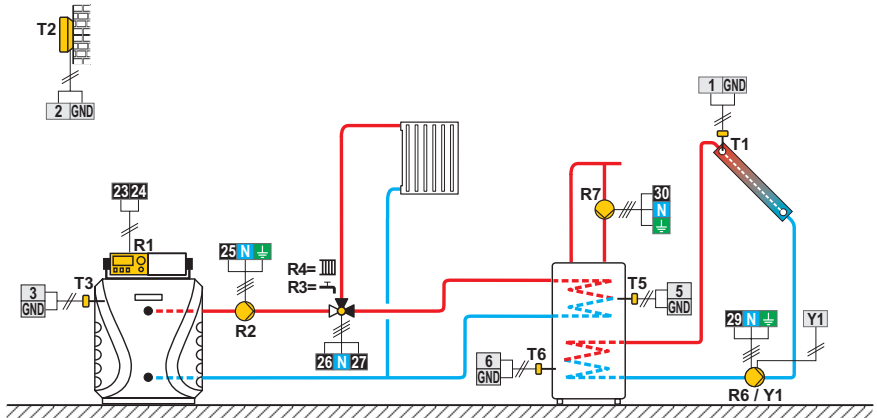 T2
2 GND
1 GND
T1
23 24
R1
25 N
R4=
R3=
R7
30
N
3
GND
T3
R2
T5
5
GND
29 N
Y1
26 N 27
6
GND
T6
R6 / Y1